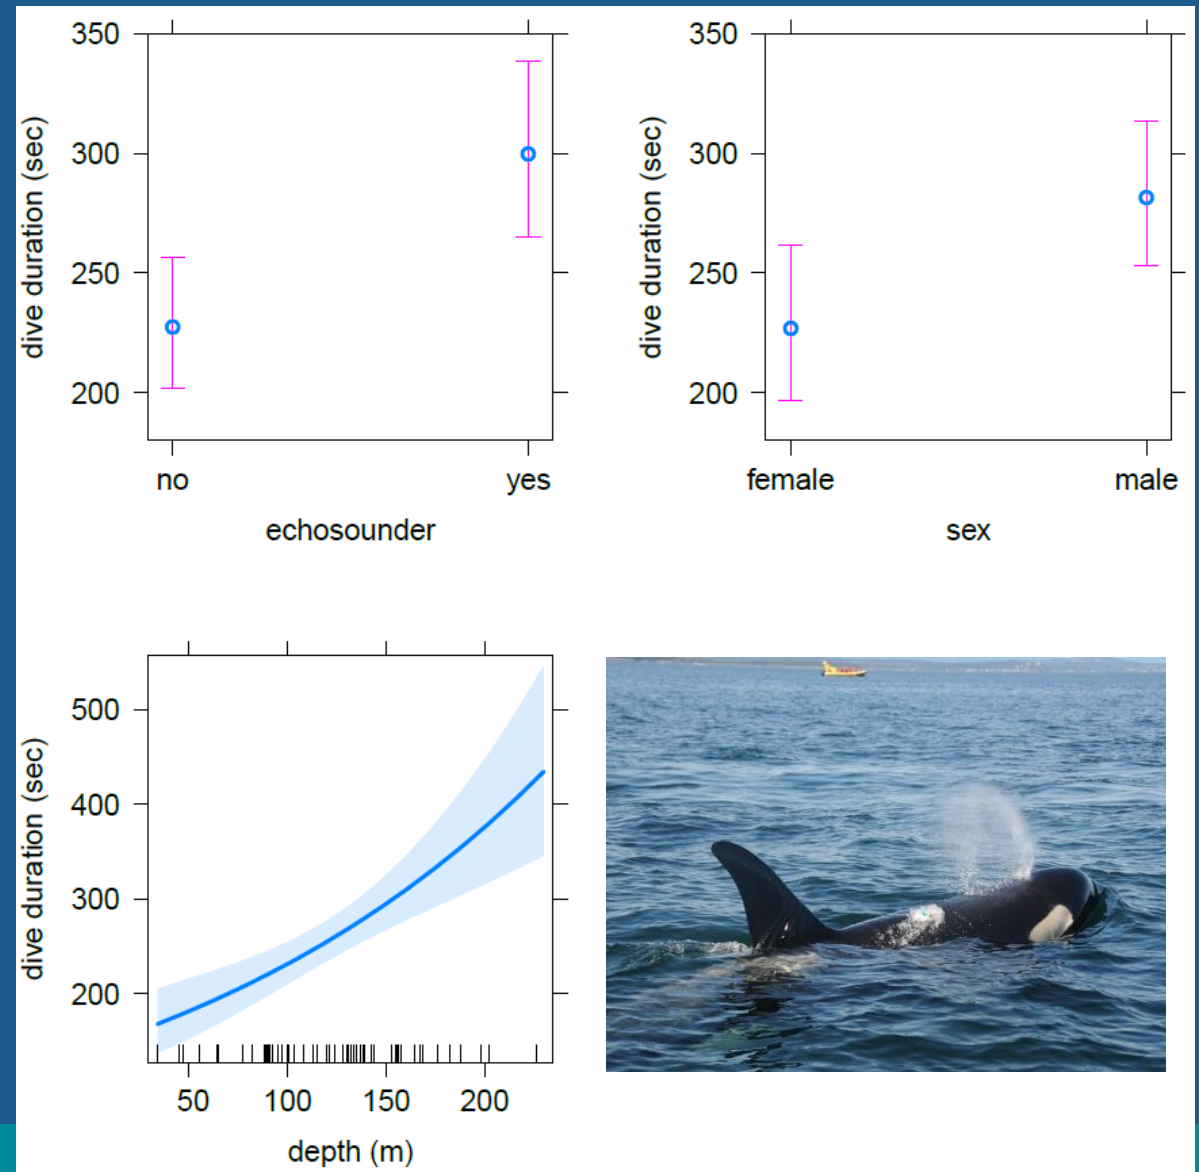 350
300
250
200
dive duration (sec)
no yes
echosounder
350
300
250
200
dive duration (sec)
female male
sex
500
400
300
200
dive duration (sec)
50 100 150 200
depth (m)